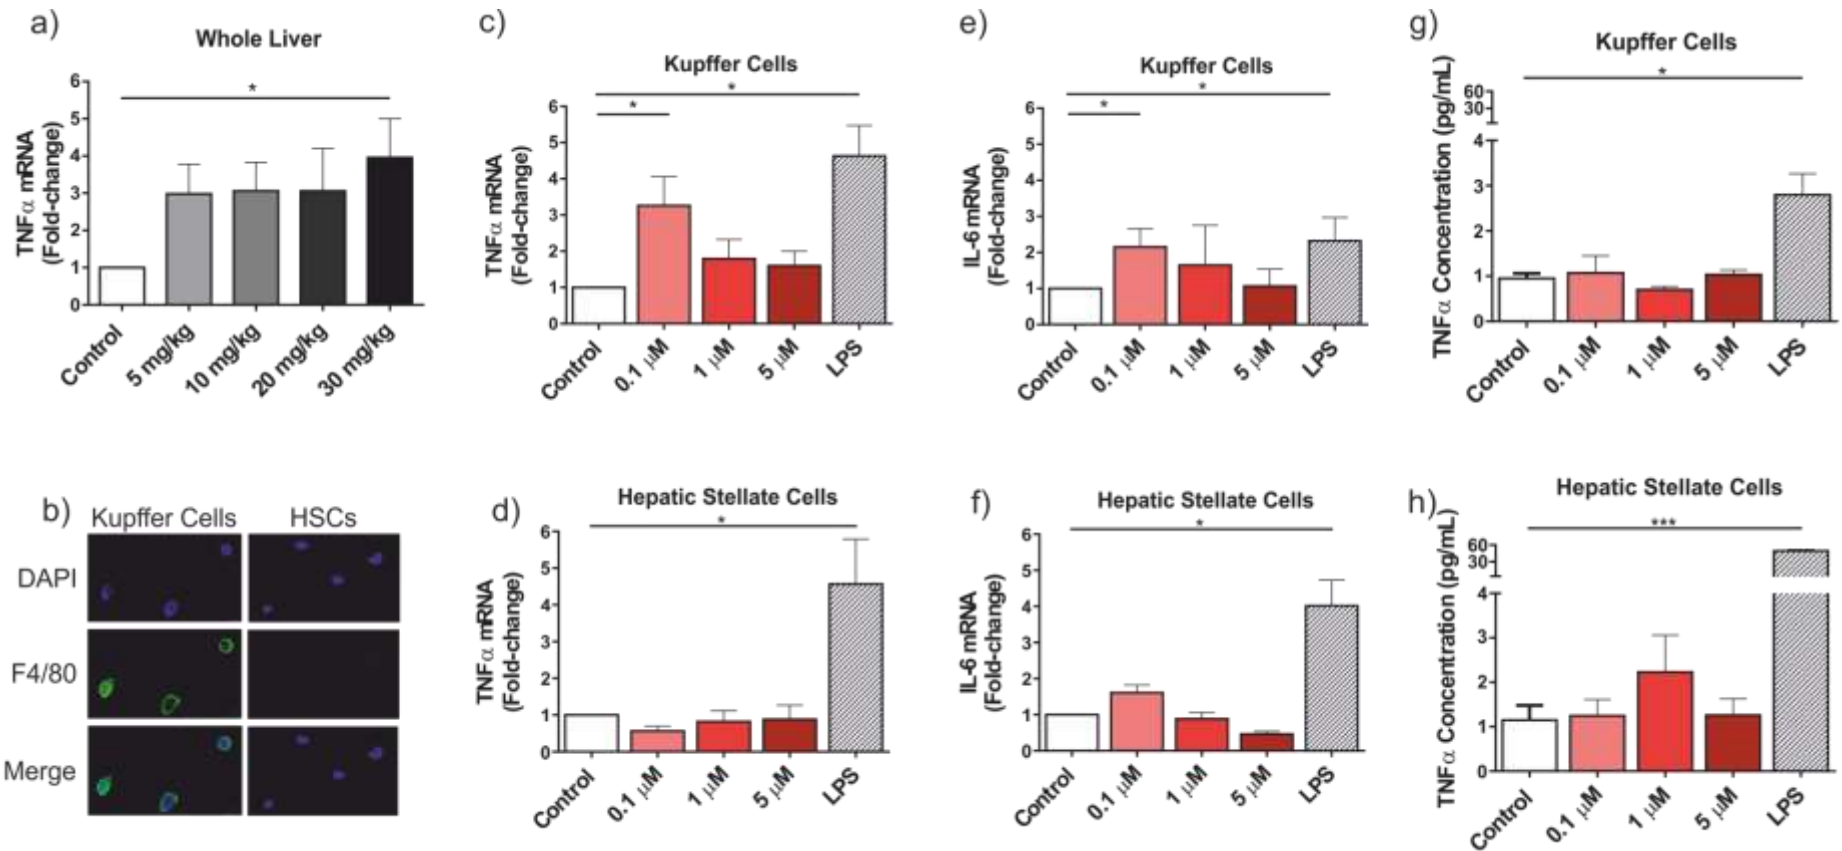 a)
Whole Liver
*
TNFα mRNA
(Fold-change)
6
5
4
3
2
1
0
Control
5 mg/kg
10 mg/kg
20 mg/kg
30 mg/kg
c)
Kupffer Cells
*
*
TNFα mRNA
(Fold-change)
6
5
4
3
2
1
0
Control
0.1 μM
1 μM
5 μM
LPS
e)
Kupffer Cells
*
*
IL-6 mRNA
(Fold-change)
6
5
4
3
2
1
0
Control
0.1 μM
1 μM
5 μM
LPS
g)
Kupffer Cells
*
TNFα Concentration (pg/mL)
60
30
4
3
2
1
0
Control
0.1 μM
1 μM
5 μM
LPS
b)
Kupffer Cells
HSCs
DAPI
F4/80
Merge
d)
Hepatic Stellate Cells
*
TNFα mRNA
(Fold-change)
6
5
4
3
2
1
0
Control
0.1 μM
1 μM
5 μM
LPS
f)
Hepatic Stellate Cells
*
IL-6 mRNA
(Fold-change)
6
5
4
3
2
1
0
Control
0.1 μM
1 μM
5 μM
LPS
h)
Hepatic Stellate Cells
***
TNFα Concentration (pg/mL)
60
30
4
3
2
1
0
Control
0.1 μM
1 μM
5 μM
LPS